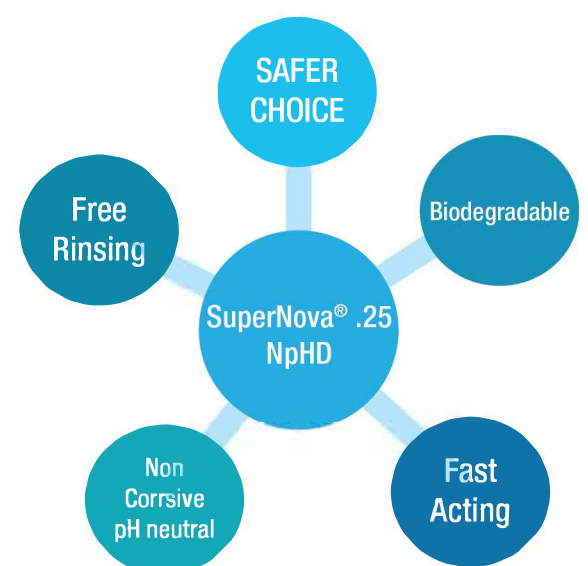 SAFER
CHOICE
Free
Rinsing
Biodegradable
SuperNova® .25
NpHD
Non
Corrsive
pH neutral
Fast
Acting